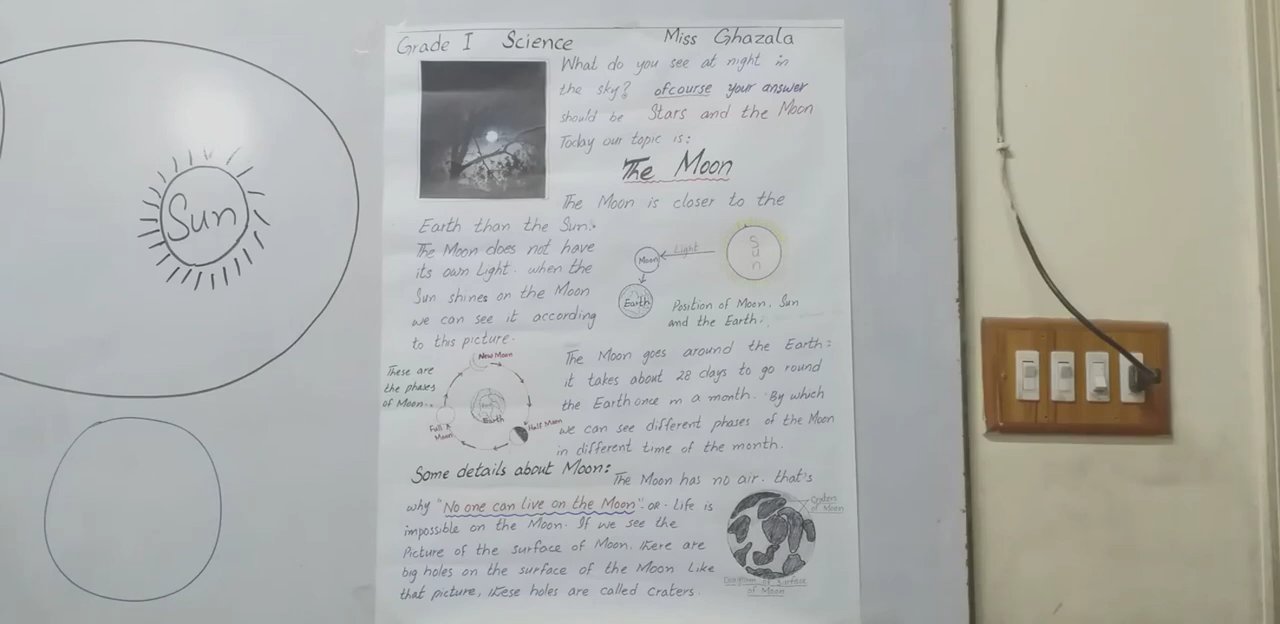 Grade I Science Miss Ghazala
What do you see at night in
the sky? ofcourse your answer
should be Stars and the Moon
Today our topic is:
The Moon
The Moon is closer to the
Earth than the Sun.
The Moon does not have
its own Light. when the
Sun shines on the Moon
we can see it according
to this picture.
Sun
Light
Moon
Sun
Earth
Position of Moon, Sun
and the Earth.
These are
the phases
of Moon..
New Moon
Earth
Half Moon
Full
Moon
The Moon goes around the Earth:
it takes about 28 days to go round
the Earth once in a month. By which
we can see different phases of the Moon
in different time of the month.
Some details about Moon:
The Moon has no air. that's
why "No one can live on the Moon". OR. Life is
impossible on the Moon. If we see the
Picture of the surface of Moon. there are
big holes on the surface of the Moon Like
that picture, these holes are called craters.
Craters
of Moon
Diagram of Surface
of Moon